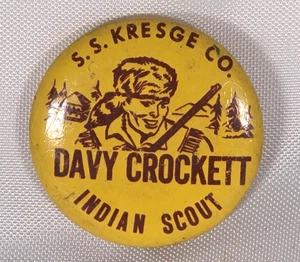 S. S. KRESGE CO.
DAVY CROCKETT
INDIAN SCOUT